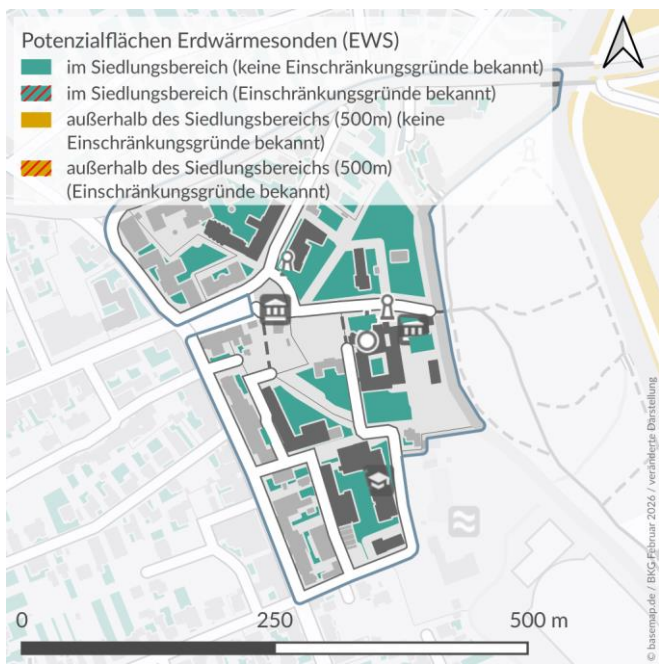 Potenzialflächen Erdwärmesonden (EWS)
im Siedlungsbereich (keine Einschränkungsgründe bekannt)
im Siedlungsbereich (Einschränkungsgründe bekannt)
außerhalb des Siedlungsbereichs (500m) (keine
Einschränkungsgründe bekannt)
außerhalb des Siedlungsbereichs (500m)
(Einschränkungsgründe bekannt)
0 250 500 m
© basemap.de / BKG Februar 2026 / veränderte Darstellung